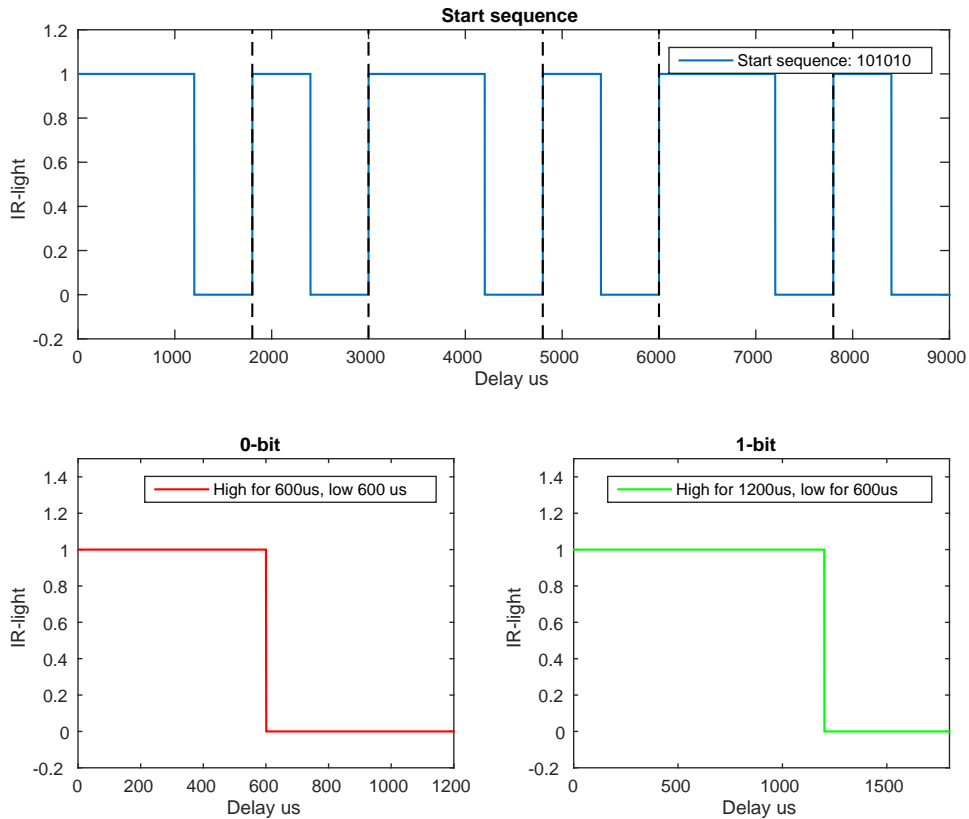 Start sequence
1.2
1
0.8
0.6
0.4
0.2
0
-0.2
IR-light
Start sequence: 101010
0 1000 2000 3000 4000 5000 6000 7000 8000 9000
Delay us
0-bit
1.4
1.2
1
0.8
0.6
0.4
0.2
0
-0.2
IR-light
High for 600us, low 600 us
0 200 400 600 800 1000 1200
Delay us
1-bit
1.4
1.2
1
0.8
0.6
0.4
0.2
0
-0.2
IR-light
High for 1200us, low for 600us
0 500 1000 1500
Delay us